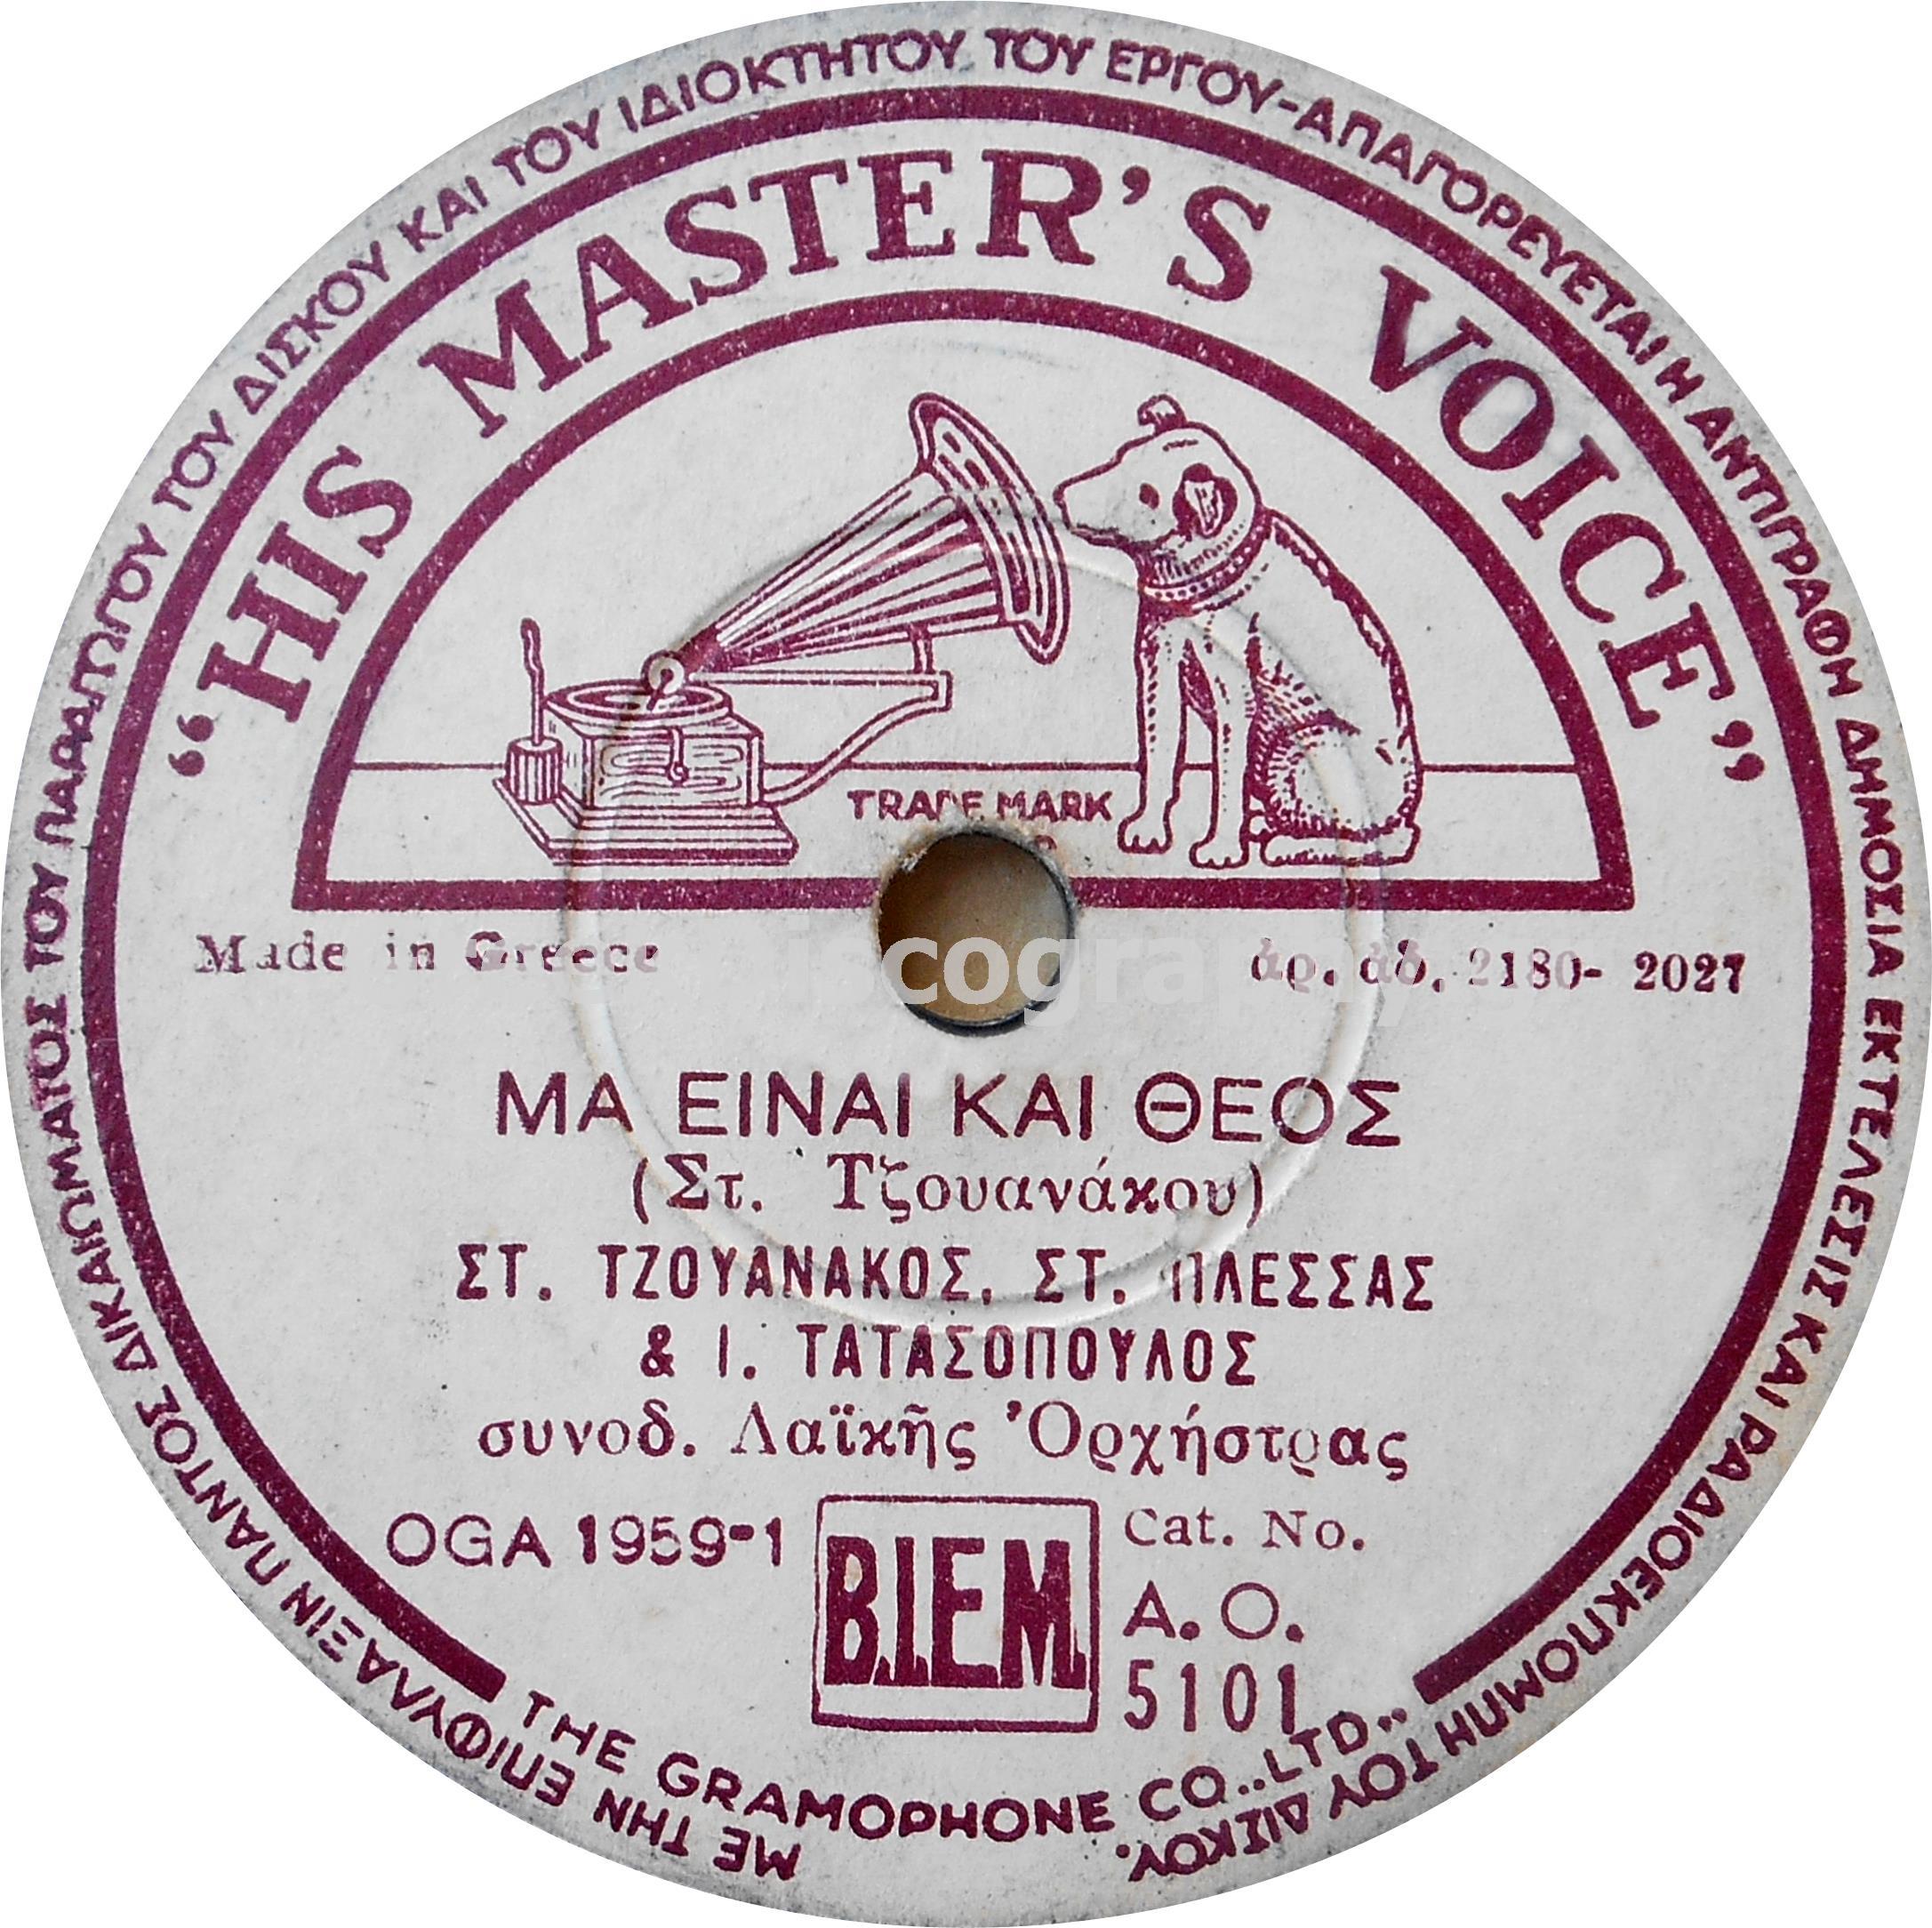 ΜΕ ΤΗΝ ΕΠΙΦΥΛΑΞΙΝ ΠΑΝΤΟΣ ΔΙΚΑΙΩΜΑΤΟΣ ΤΟΥ ΠΑΡΑΓΩΓΟΥ ΤΟΥ ΔΙΣΚΟΥ ΚΑΙ ΤΟΥ ΙΔΙΟΚΤΗΤΟΥ ΤΟΥ ΕΡΓΟΥ-ΑΠΑΓΟΡΕΥΕΤΑΙ Η ΑΝΤΙΓΡΑΦΗ ΔΗΜΟΣΙΑ ΕΚΤΕΛΕΣΙΣ ΚΑΙ ΡΑΔΙΟΕΚΠΟΜΠΗ ΤΟΥ ΔΙΣΚΟΥ.
“HIS MASTER'S VOICE”
TRADE MARK
Made in Greece
ἀρ. ἀδ. 2180- 2027
ΜΑ ΕΙΝΑΙ ΚΑΙ ΘΕΟΣ
(Στ. Τζουανάκου)
ΣΤ. ΤΖΟΥΑΝΑΚΟΣ, ΣΤ. ΠΛΕΣΣΑΣ
& Ι. ΤΑΤΑΣΟΠΟΥΛΟΣ
συνοδ. Λαϊκῆς Ὀρχήστρας
OGA 1959-1
B.I.E.M.
Cat. No.
A. O.
5101
THE GRAMOPHONE CO..LTD..